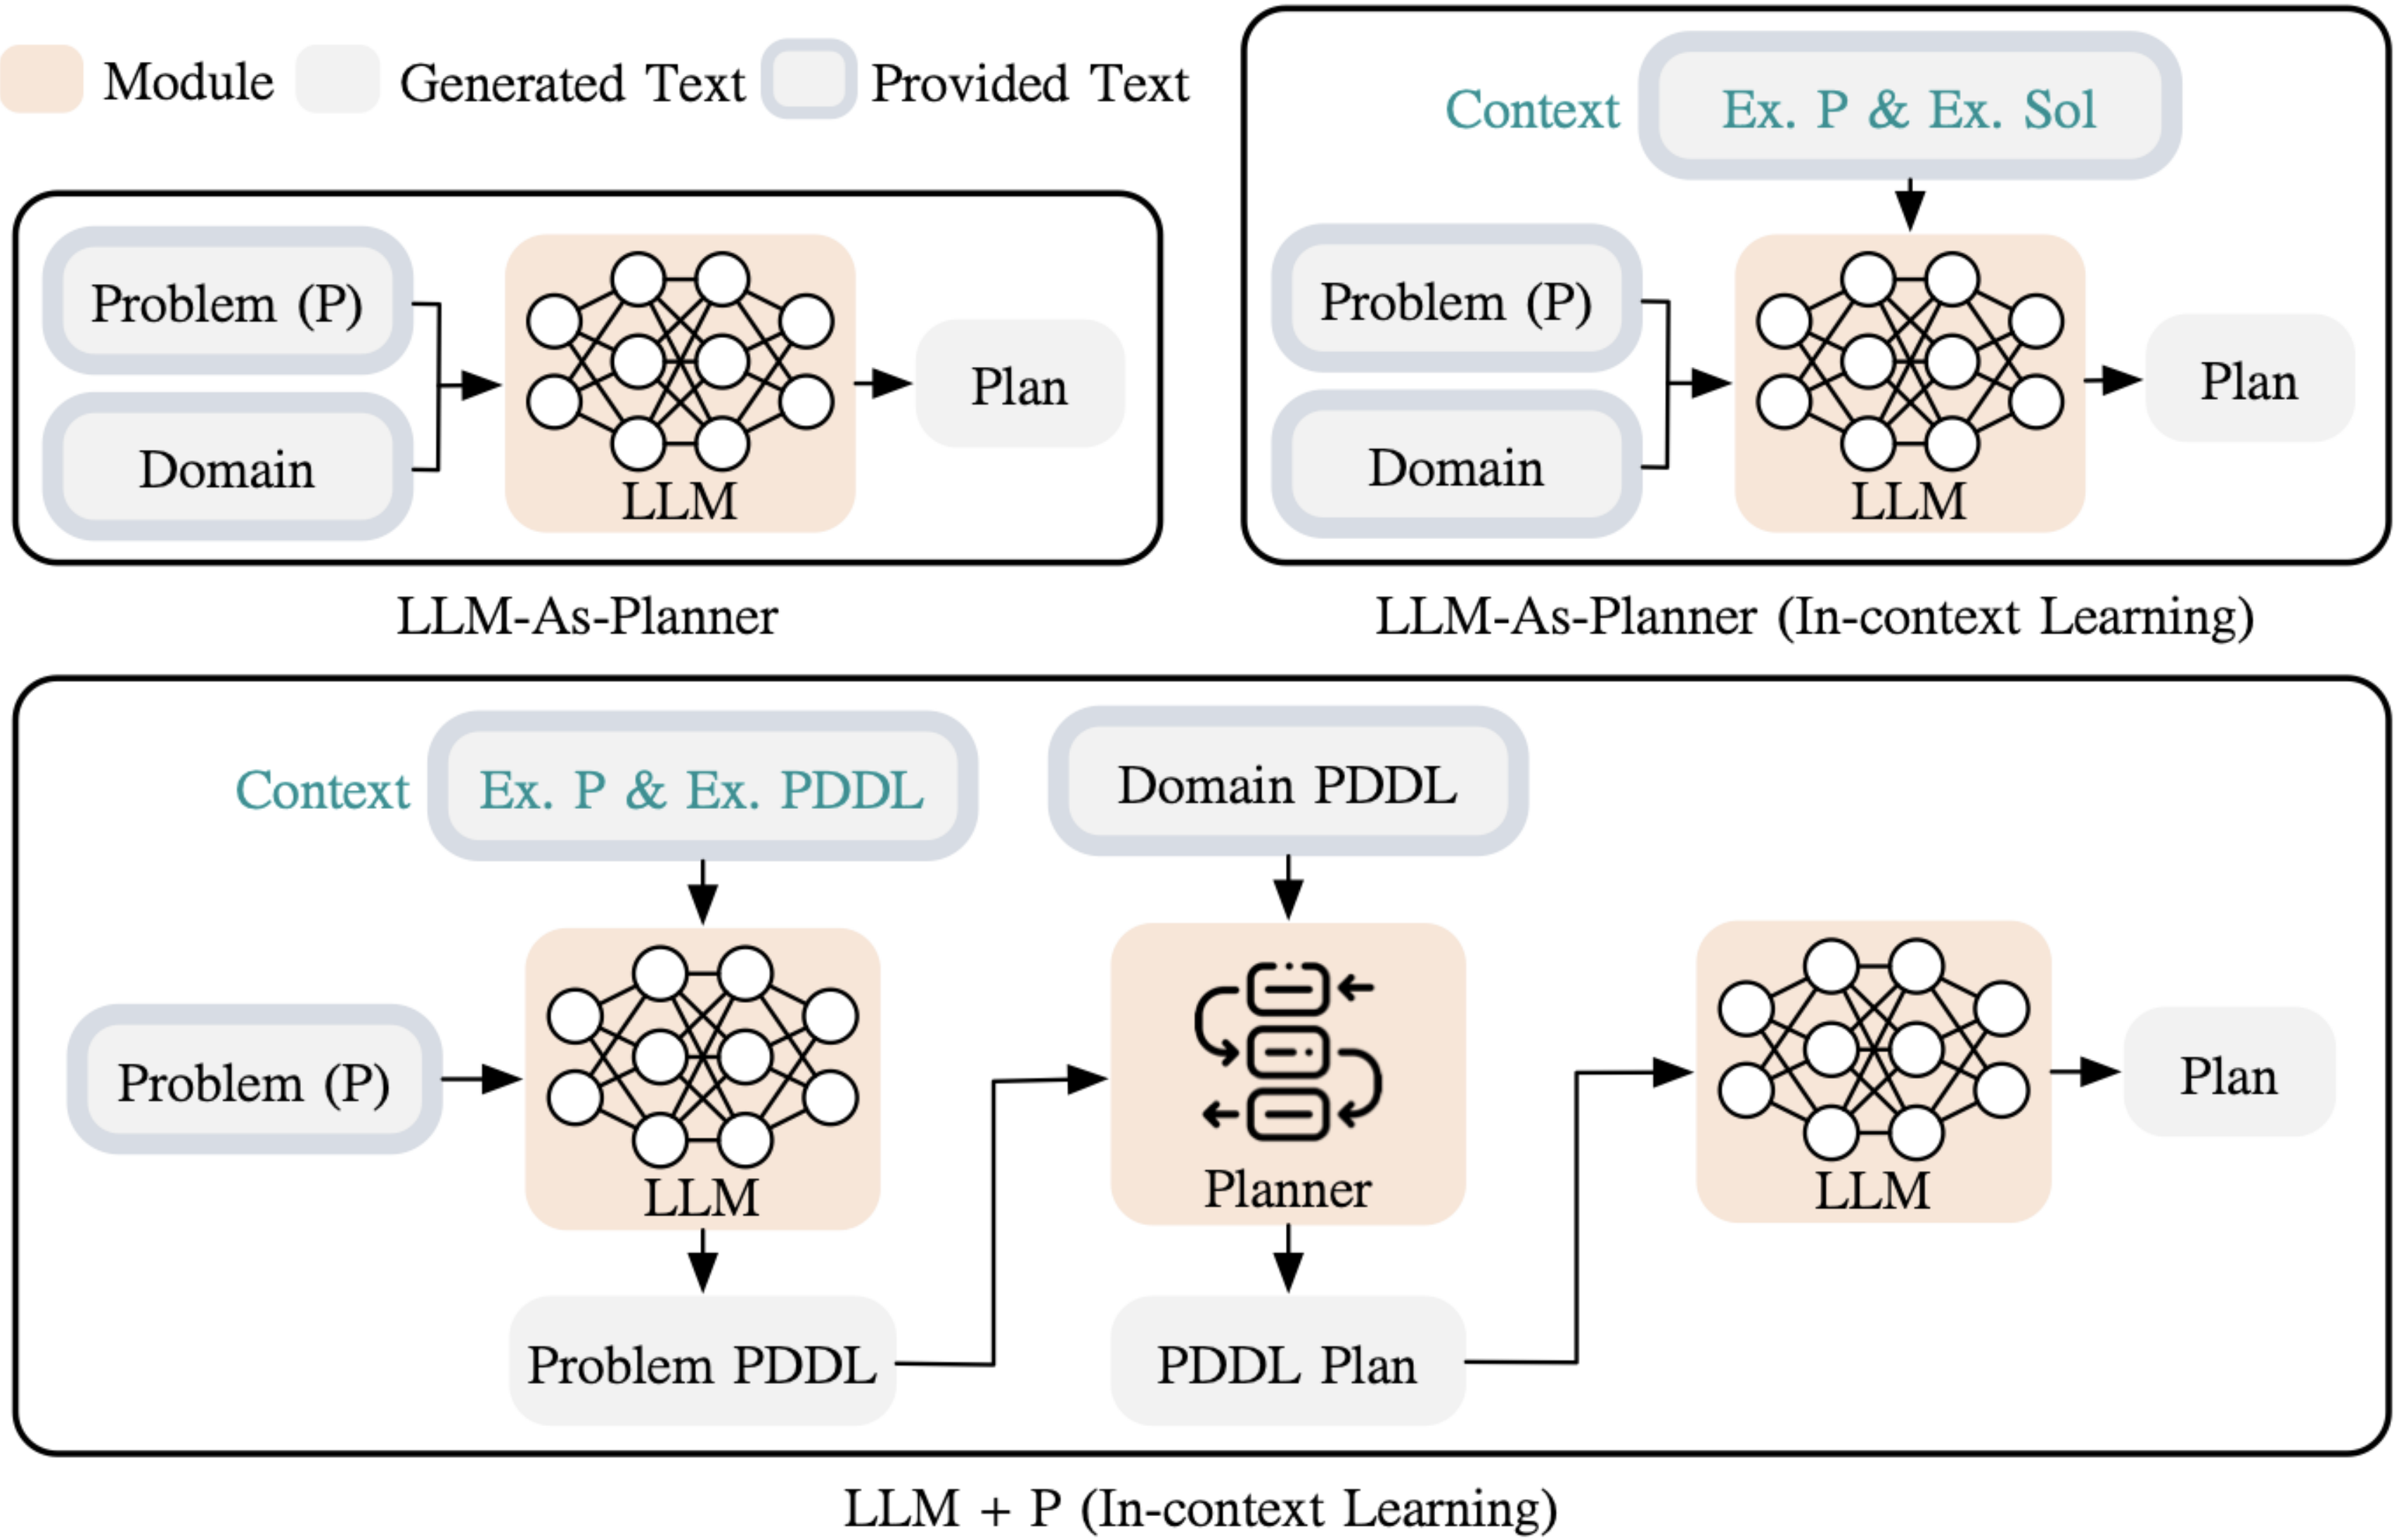 Module
Generated Text
Provided Text
Problem (P)
Domain
LLM
Plan
LLM-As-Planner
Context
Ex. P & Ex. Sol
Problem (P)
Domain
LLM
Plan
LLM-As-Planner (In-context Learning)
Context
Ex. P & Ex. PDDL
Domain PDDL
Problem (P)
LLM
Planner
LLM
Plan
Problem PDDL
PDDL Plan
LLM + P (In-context Learning)